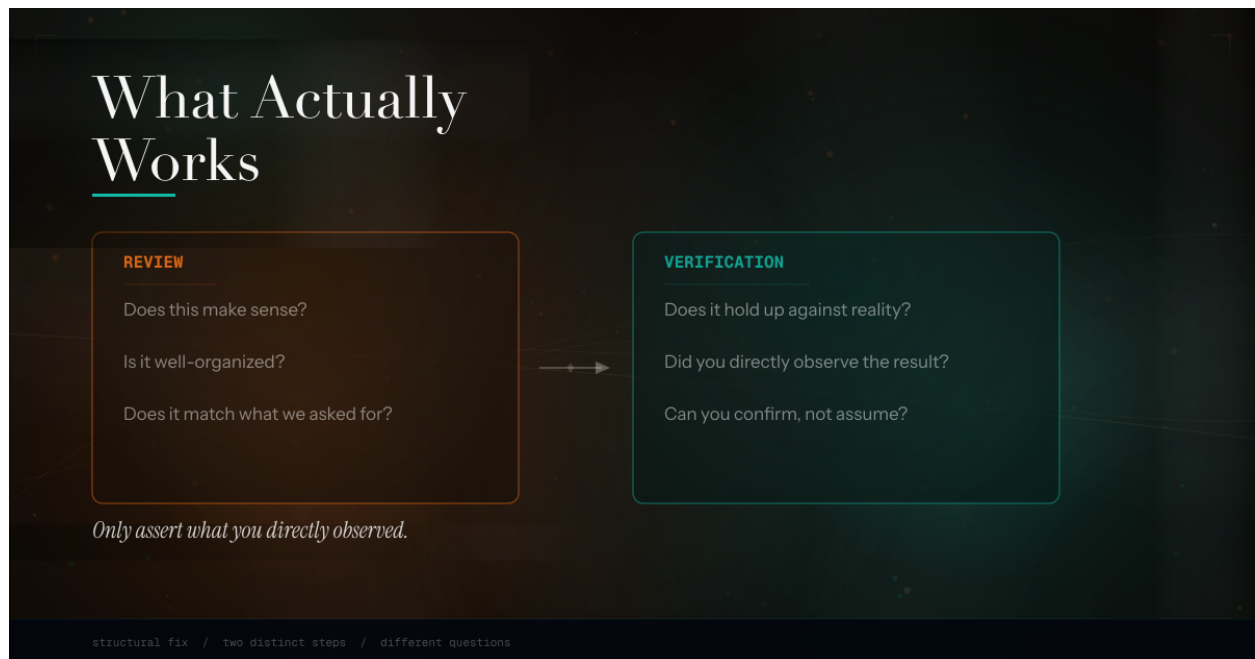 What Actually
Works
REVIEW
Does this make sense?
Is it well-organized?
Does it match what we asked for?
VERIFICATION
Does it hold up against reality?
Did you directly observe the result?
Can you confirm, not assume?
Only assert what you directly observed.
structural fix / two distinct steps / different questions